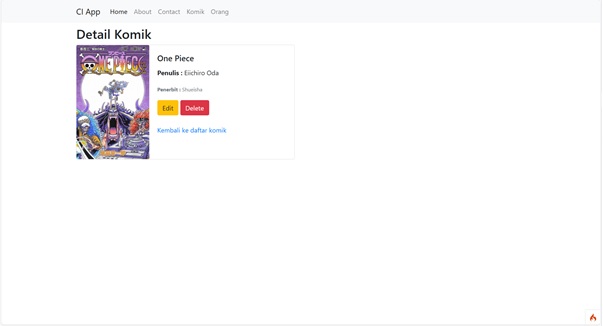 CI App Home About Contact Komik Orang
Detail Komik
ONE PIECE
One Piece
Penulis : Eiichiro Oda
Penerbit : Shueisha
Edit Delete
Kembali ke daftar komik